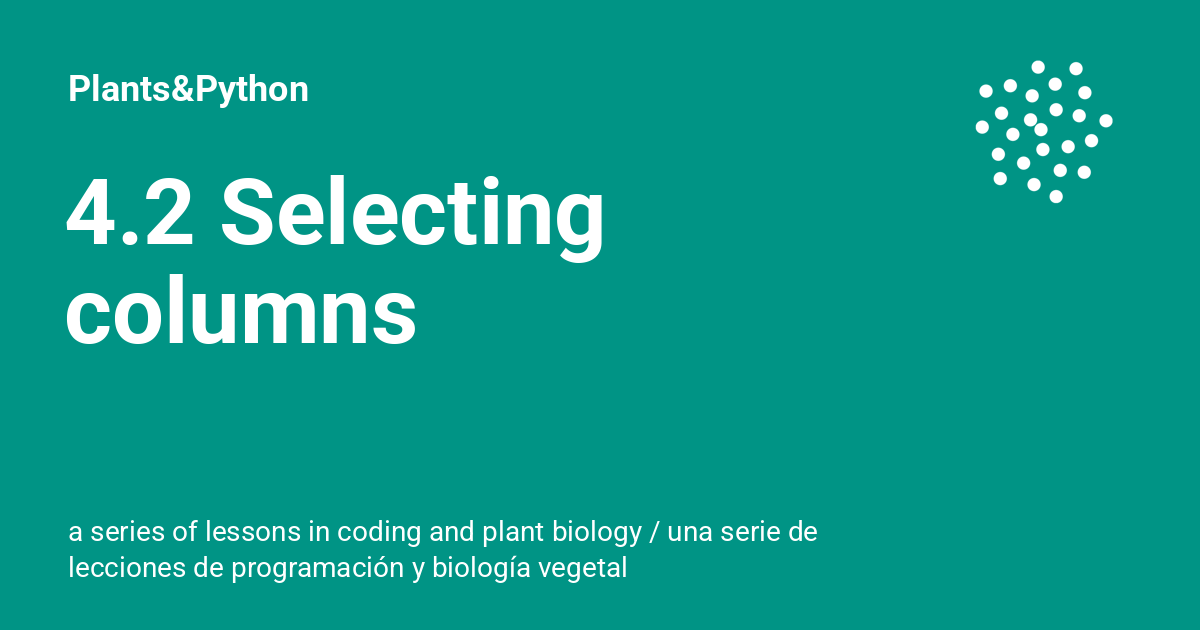 Plants&Python
4.2 Selecting
columns
a series of lessons in coding and plant biology / una serie de
lecciones de programación y biología vegetal